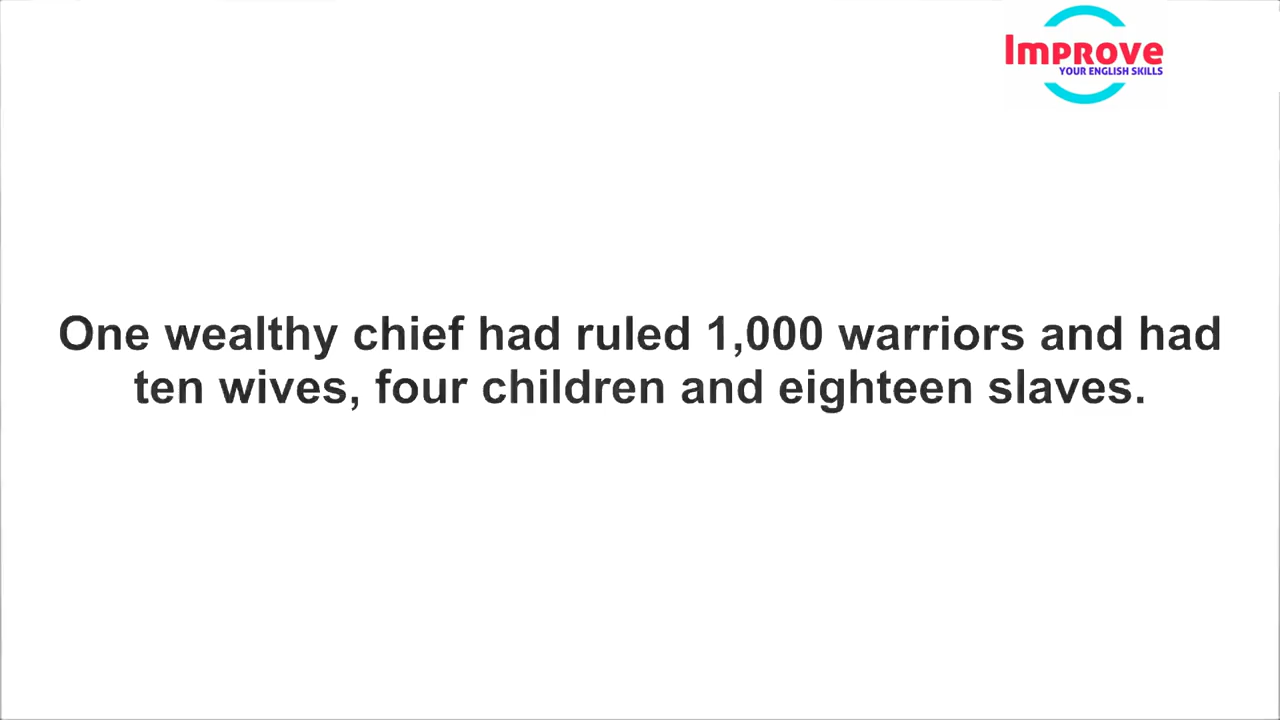 Improve
YOUR ENGLISH SKILLS
One wealthy chief had ruled 1,000 warriors and had
ten wives, four children and eighteen slaves.